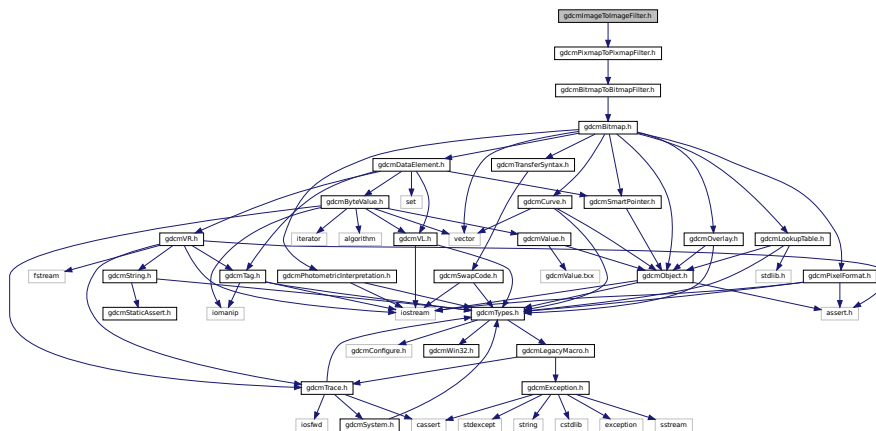 gdcmImageToImageFilter.h
gdcmPixmapToPixmapFilter.h
gdcmBitmapToBitmapFilter.h
gdcmBitmap.h
gdcmDataElement.h
gdcmTransferSyntax.h
gdcmByteValue.h
set
gdcmCurve.h
gdcmSmartPointer.h
gdcmVR.h
iterator
algorithm
gdcmVL.h
vector
gdcmValue.h
gdcmOverlay.h
gdcmLookupTable.h
fstream
gdcmString.h
gdcmTag.h
gdcmPhotometricInterpretation.h
gdcmSwapCode.h
gdcmValue.txx
gdcmObject.h
stdlib.h
gdcmPixelFormat.h
gdcmStaticAssert.h
iomanip
iostream
gdcmTypes.h
assert.h
gdcmConfigure.h
gdcmWin32.h
gdcmLegacyMacro.h
gdcmTrace.h
gdcmException.h
iosfwd
gdcmSystem.h
cassert
stdexcept
string
cstdlib
exception
sstream